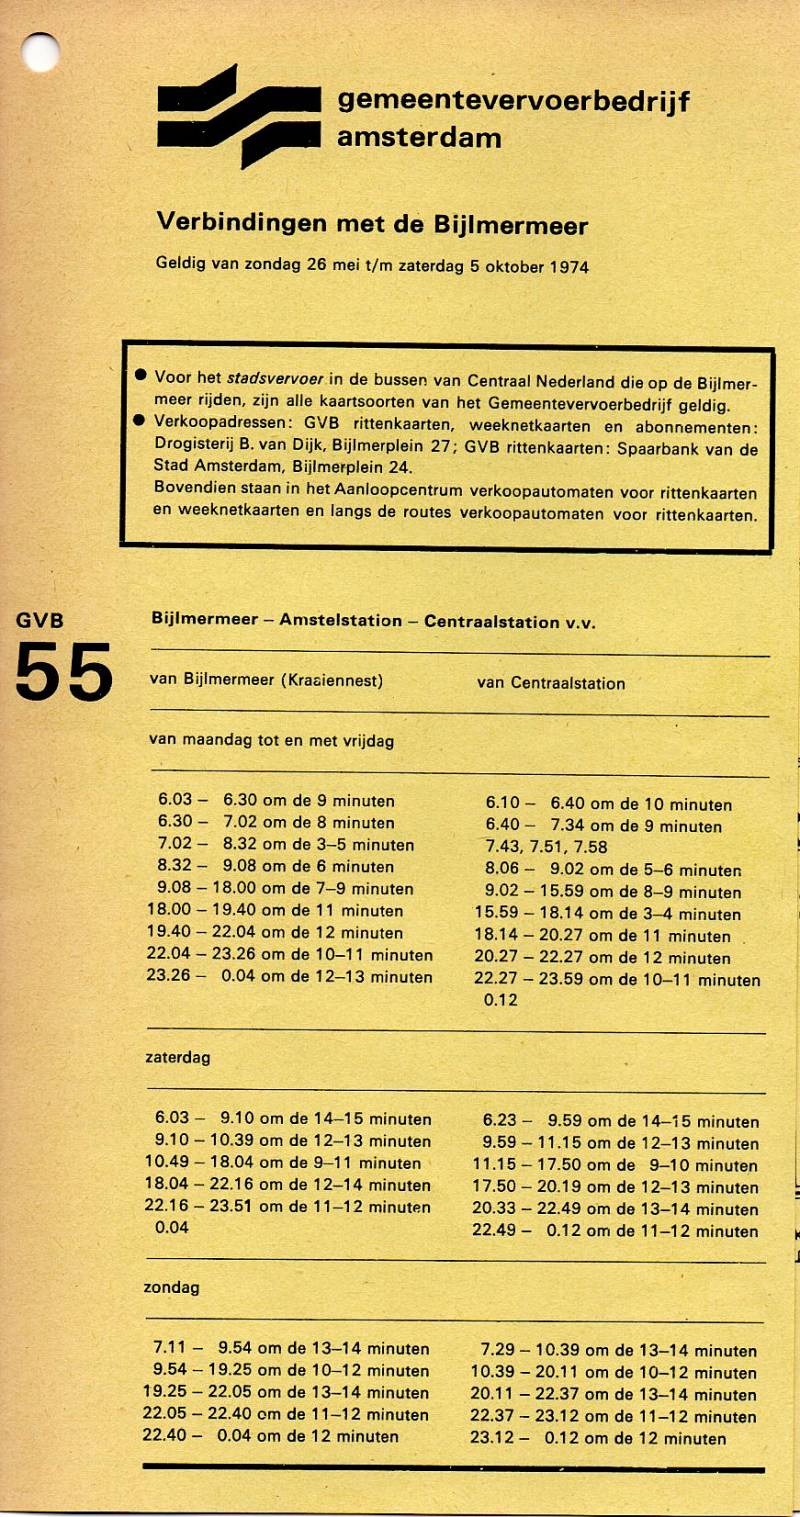 gemeentevervoerbedrijf
amsterdam
Verbindingen met de Bijlmermeer
Geldig van zondag 26 mei t/m zaterdag 5 oktober 1974
● Voor het stadsvervoer in de bussen van Centraal Nederland die op de Bijlmer-
meer rijden, zijn alle kaartsoorten van het Gemeentevervoerbedrijf geldig.
● Verkoopadressen: GVB rittenkaarten, weeknetkaarten en abonnementen:
Drogisterij B. van Dijk, Bijlmerplein 27; GVB rittenkaarten: Spaarbank van de
Stad Amsterdam, Bijlmerplein 24.
Bovendien staan in het Aanloopcentrum verkoopautomaten voor rittenkaarten
en weeknetkaarten en langs de routes verkoopautomaten voor rittenkaarten.
GVB
55
Bijlmermeer – Amstelstation – Centraalstation v.v.
van Bijlmermeer (Kraaiennest)
van Centraalstation
van maandag tot en met vrijdag
6.03 – 6.30 om de 9 minuten
6.30 – 7.02 om de 8 minuten
7.02 – 8.32 om de 3–5 minuten
8.32 – 9.08 om de 6 minuten
9.08 – 18.00 om de 7–9 minuten
18.00 – 19.40 om de 11 minuten
19.40 – 22.04 om de 12 minuten
22.04 – 23.26 om de 10–11 minuten
23.26 – 0.04 om de 12–13 minuten
6.10 – 6.40 om de 10 minuten
6.40 – 7.34 om de 9 minuten
7.43, 7.51, 7.58
8.06 – 9.02 om de 5–6 minuten
9.02 – 15.59 om de 8–9 minuten
15.59 – 18.14 om de 3–4 minuten
18.14 – 20.27 om de 11 minuten
20.27 – 22.27 om de 12 minuten
22.27 – 23.59 om de 10–11 minuten
0.12
zaterdag
6.03 – 9.10 om de 14–15 minuten
9.10 – 10.39 om de 12–13 minuten
10.49 – 18.04 om de 9–11 minuten
18.04 – 22.16 om de 12–14 minuten
22.16 – 23.51 om de 11–12 minuten
0.04
6.23 – 9.59 om de 14–15 minuten
9.59 – 11.15 om de 12–13 minuten
11.15 – 17.50 om de 9–10 minuten
17.50 – 20.19 om de 12–13 minuten
20.33 – 22.49 om de 13–14 minuten
22.49 – 0.12 om de 11–12 minuten
zondag
7.11 – 9.54 om de 13–14 minuten
9.54 – 19.25 om de 10–12 minuten
19.25 – 22.05 om de 13–14 minuten
22.05 – 22.40 om de 11–12 minuten
22.40 – 0.04 om de 12 minuten
7.29 – 10.39 om de 13–14 minuten
10.39 – 20.11 om de 10–12 minuten
20.11 – 22.37 om de 13–14 minuten
22.37 – 23.12 om de 11–12 minuten
23.12 – 0.12 om de 12 minuten